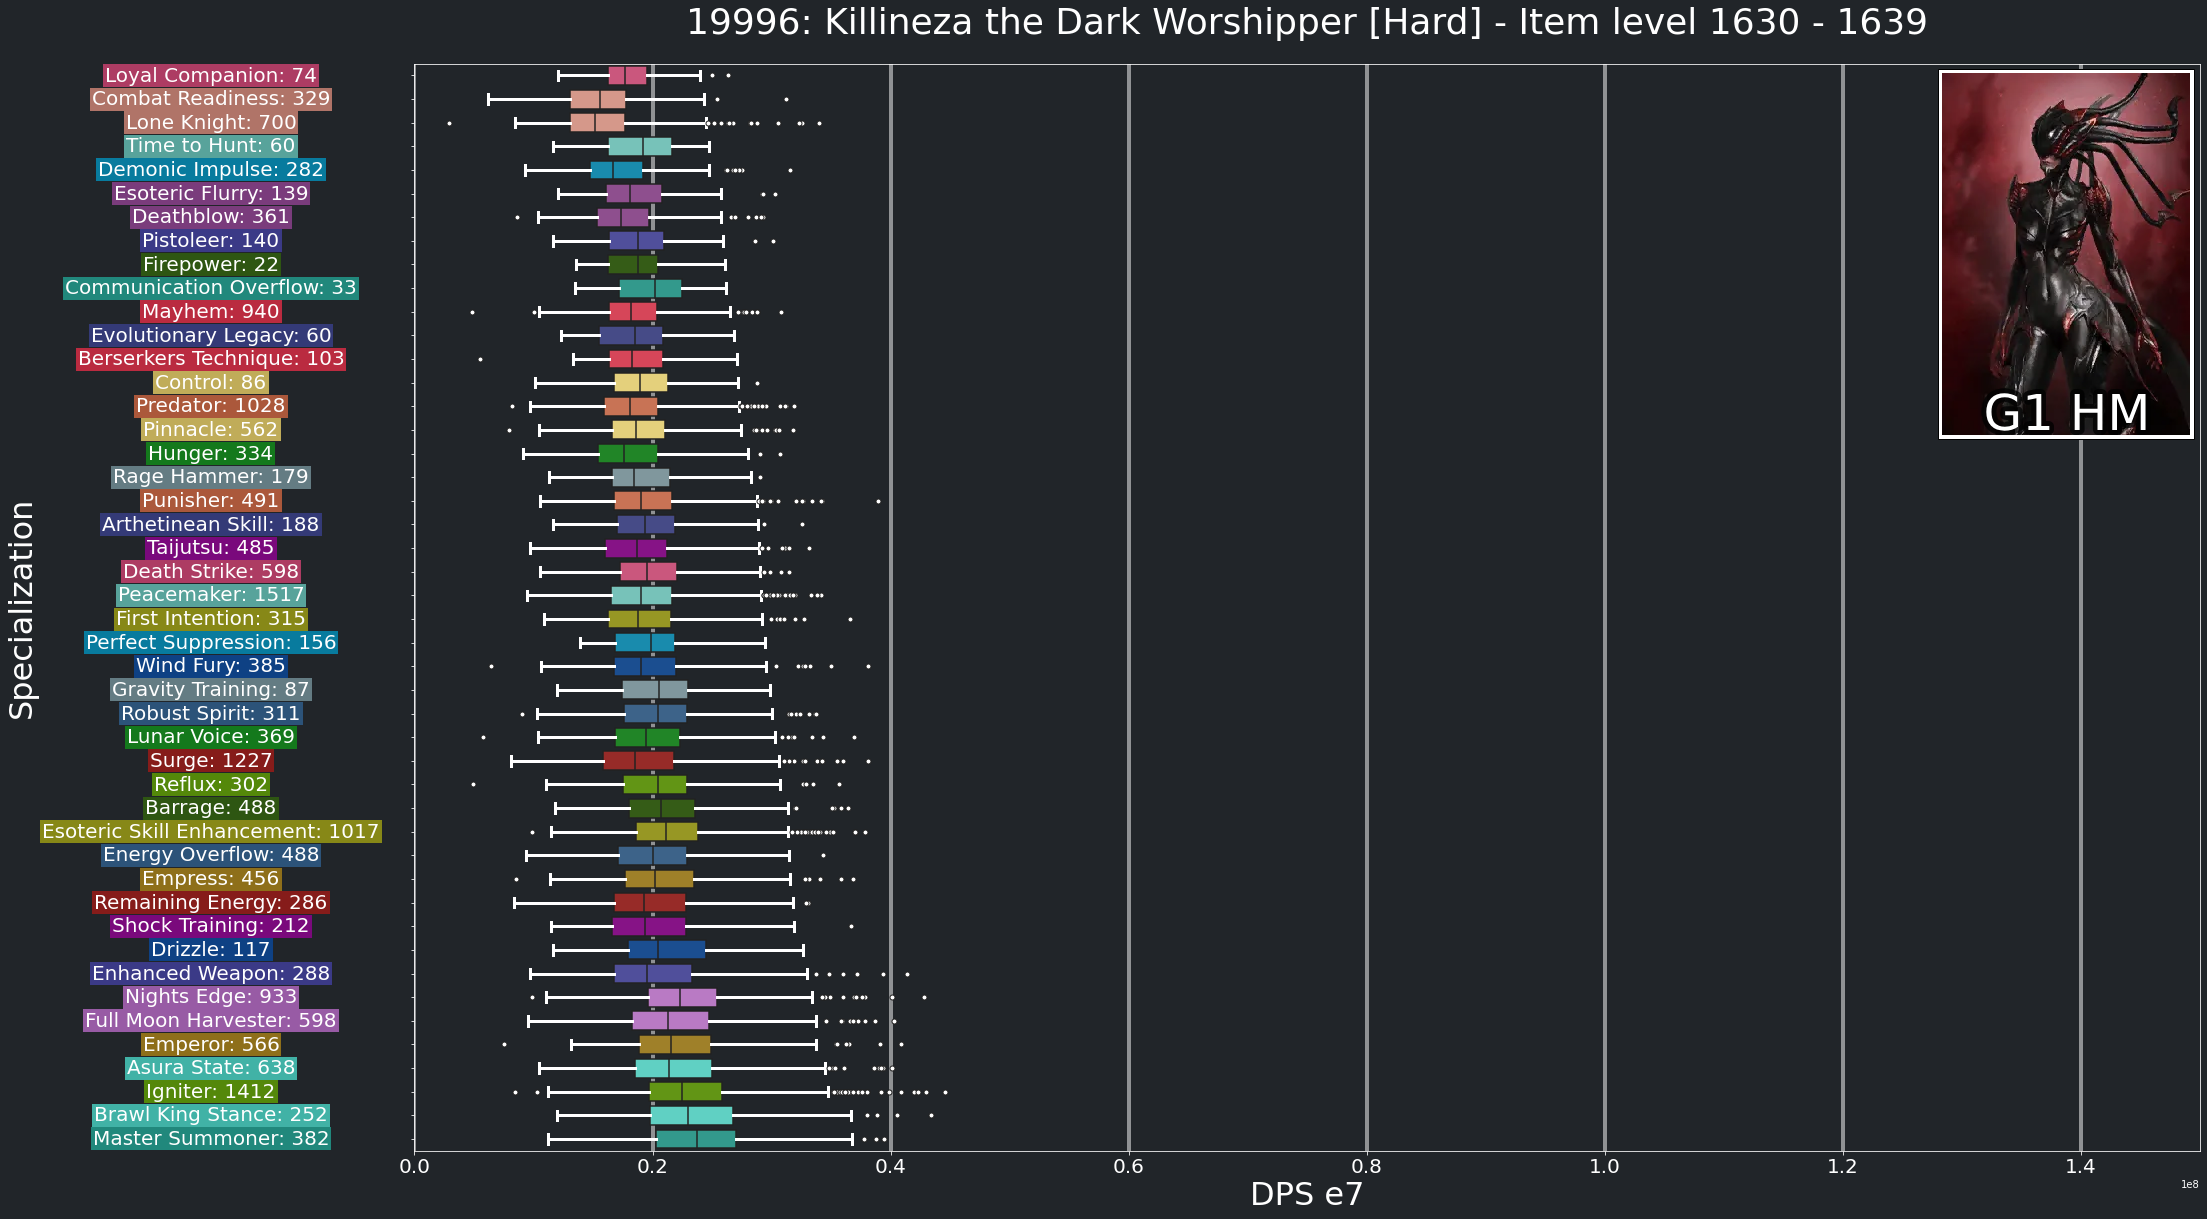 19996: Killineza the Dark Worshipper [Hard] - Item level 1630 - 1639
Loyal Companion: 74
Combat Readiness: 329
Lone Knight: 700
Time to Hunt: 60
Demonic Impulse: 282
Esoteric Flurry: 139
Deathblow: 361
Pistoleer: 140
Firepower: 22
Communication Overflow: 33
Mayhem: 940
Evolutionary Legacy: 60
Berserkers Technique: 103
Control: 86
Predator: 1028
Pinnacle: 562
Hunger: 334
Rage Hammer: 179
Punisher: 491
Arthetinean Skill: 188
Taijutsu: 485
Death Strike: 598
Peacemaker: 1517
First Intention: 315
Perfect Suppression: 156
Wind Fury: 385
Gravity Training: 87
Robust Spirit: 311
Lunar Voice: 369
Surge: 1227
Reflux: 302
Barrage: 488
Esoteric Skill Enhancement: 1017
Energy Overflow: 488
Empress: 456
Remaining Energy: 286
Shock Training: 212
Drizzle: 117
Enhanced Weapon: 288
Nights Edge: 933
Full Moon Harvester: 598
Emperor: 566
Asura State: 638
Igniter: 1412
Brawl King Stance: 252
Master Summoner: 382
Specialization
G1 HM
0.0 0.2 0.4 0.6 0.8 1.0 1.2 1.4
1e8
DPS e7